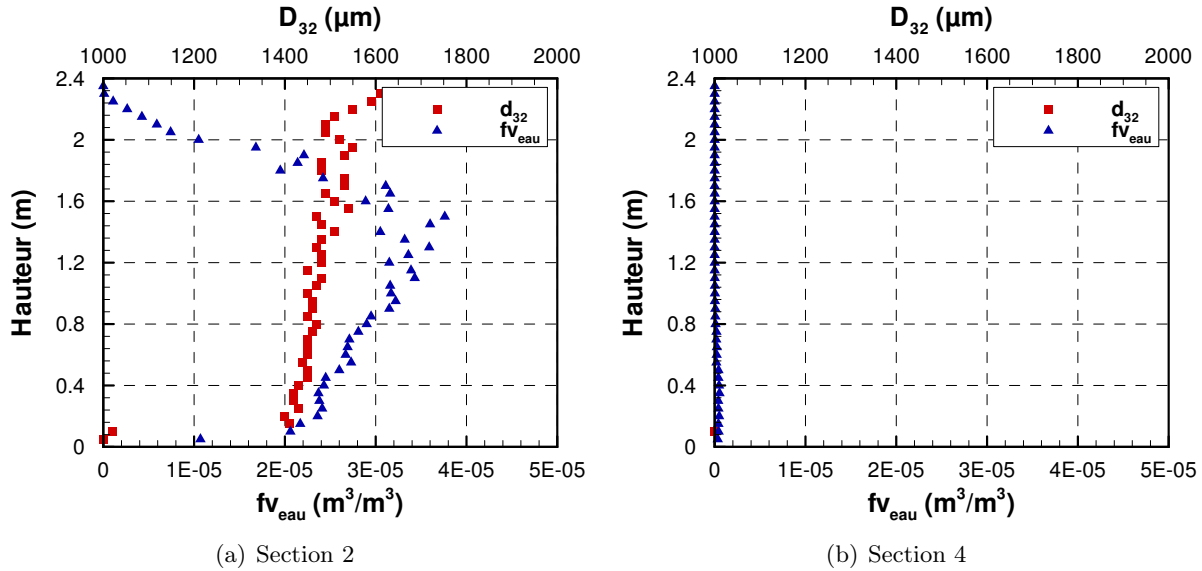 D32 (μm)
1000 1200 1400 1600 1800 2000
2.4
2
1.6
1.2
0.8
0.4
0
Hauteur (m)
d32
fveau
0 1E-05 2E-05 3E-05 4E-05 5E-05
fveau (m³/m³)
(a) Section 2
D32 (μm)
1000 1200 1400 1600 1800 2000
2.4
2
1.6
1.2
0.8
0.4
0
Hauteur (m)
d32
fveau
0 1E-05 2E-05 3E-05 4E-05 5E-05
fveau (m³/m³)
(b) Section 4